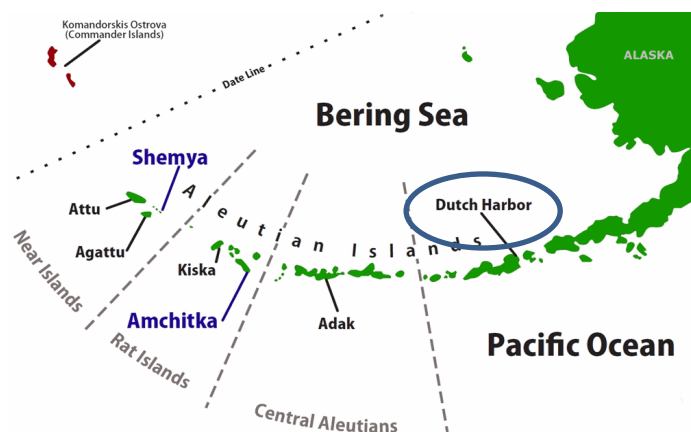 Komandorskis Ostrova
(Commander Islands)
ALASKA
Date Line
Bering Sea
Shemya
Aleutian Islands
Dutch Harbor
Attu
Agattu
Kiska
Near Islands
Amchitka
Adak
Rat Islands
Pacific Ocean
Central Aleutians